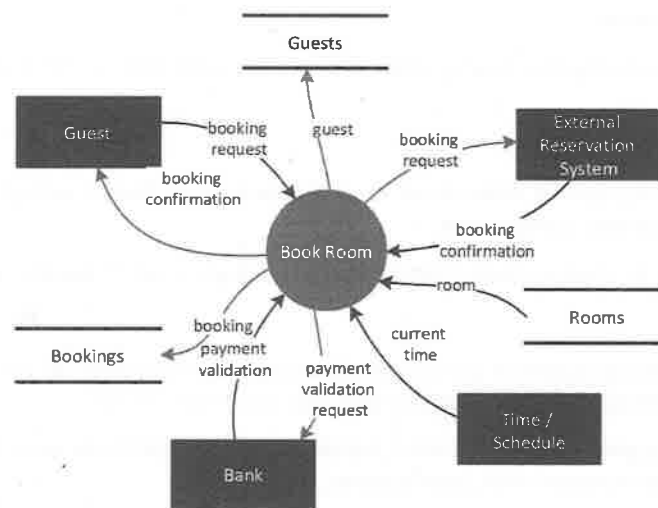 Guests
Guest
booking
request
guest
booking
request
External
Reservation
System
booking
confirmation
Book Room
booking
confirmation
room
Rooms
Bookings
booking
payment
validation
payment
validation
request
current
time
Time /
Schedule
Bank